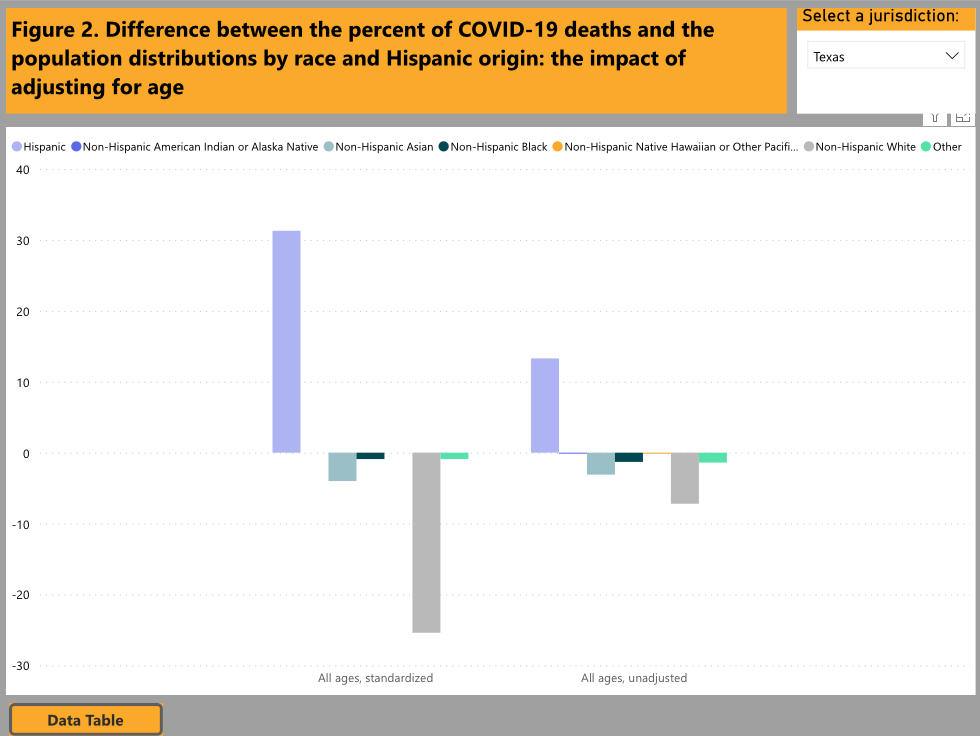 Figure 2. Difference between the percent of COVID-19 deaths and the
population distributions by race and Hispanic origin: the impact of
adjusting for age
Select a jurisdiction:
Texas
Hispanic Non-Hispanic American Indian or Alaska Native Non-Hispanic Asian Non-Hispanic Black Non-Hispanic Native Hawaiian or Other Pacifi... Non-Hispanic White Other
40
30
20
10
0
-10
-20
-30
All ages, standardized All ages, unadjusted
Data Table